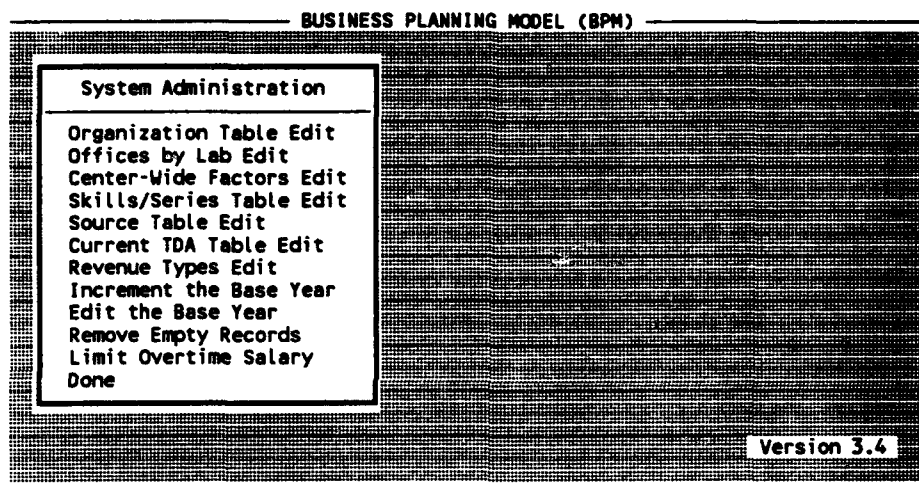 BUSINESS PLANNING MODEL (BPM)
System Administration
Organization Table Edit
Offices by Lab Edit
Center-Wide Factors Edit
Skills/Series Table Edit
Source Table Edit
Current TDA Table Edit
Revenue Types Edit
Increment the Base Year
Edit the Base Year
Remove Empty Records
Limit Overtime Salary
Done
Version 3.4